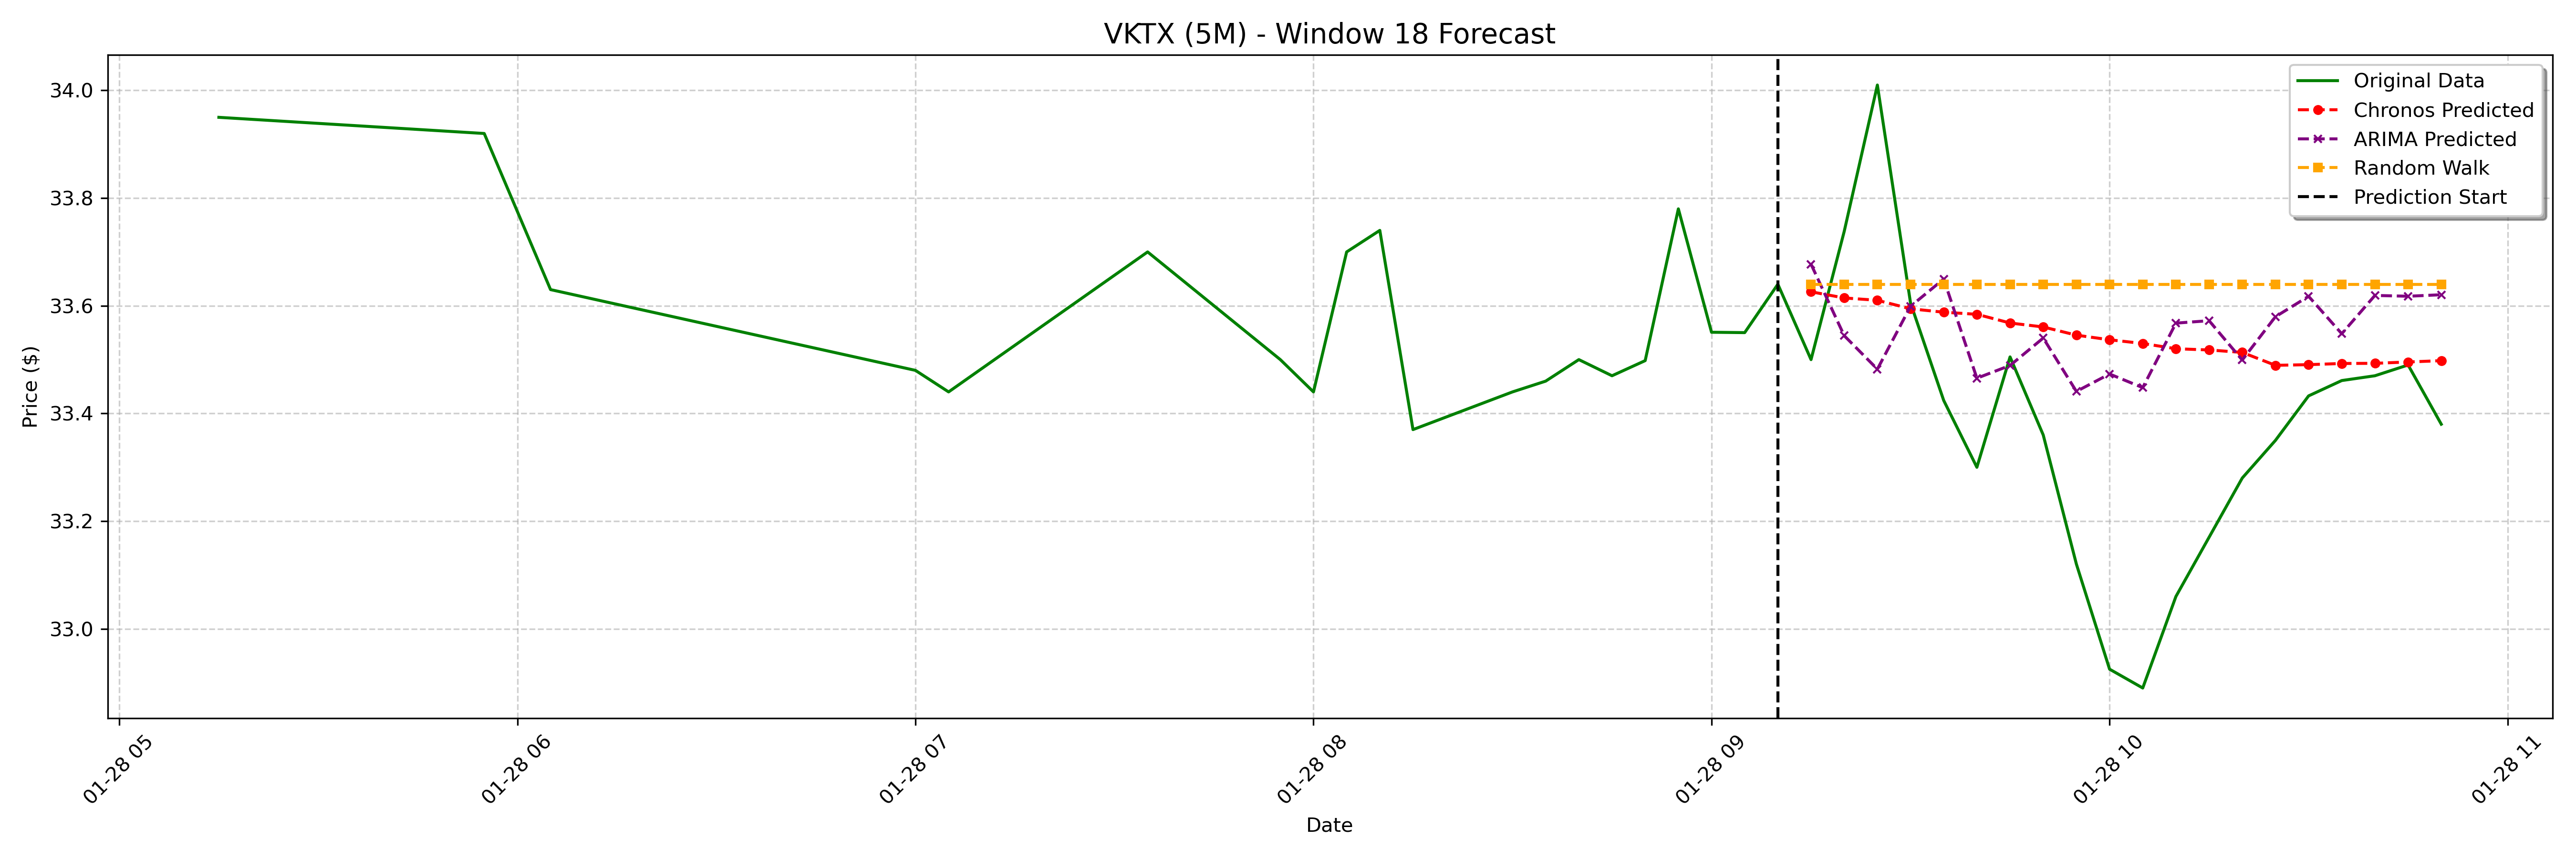 VKTX (5M) - Window 18 Forecast
Price ($)
34.0
33.8
33.6
33.4
33.2
33.0
Original Data
Chronos Predicted
ARIMA Predicted
Random Walk
Prediction Start
01-28 05
01-28 06
01-28 07
01-28 08
01-28 09
01-28 10
01-28 11
Date